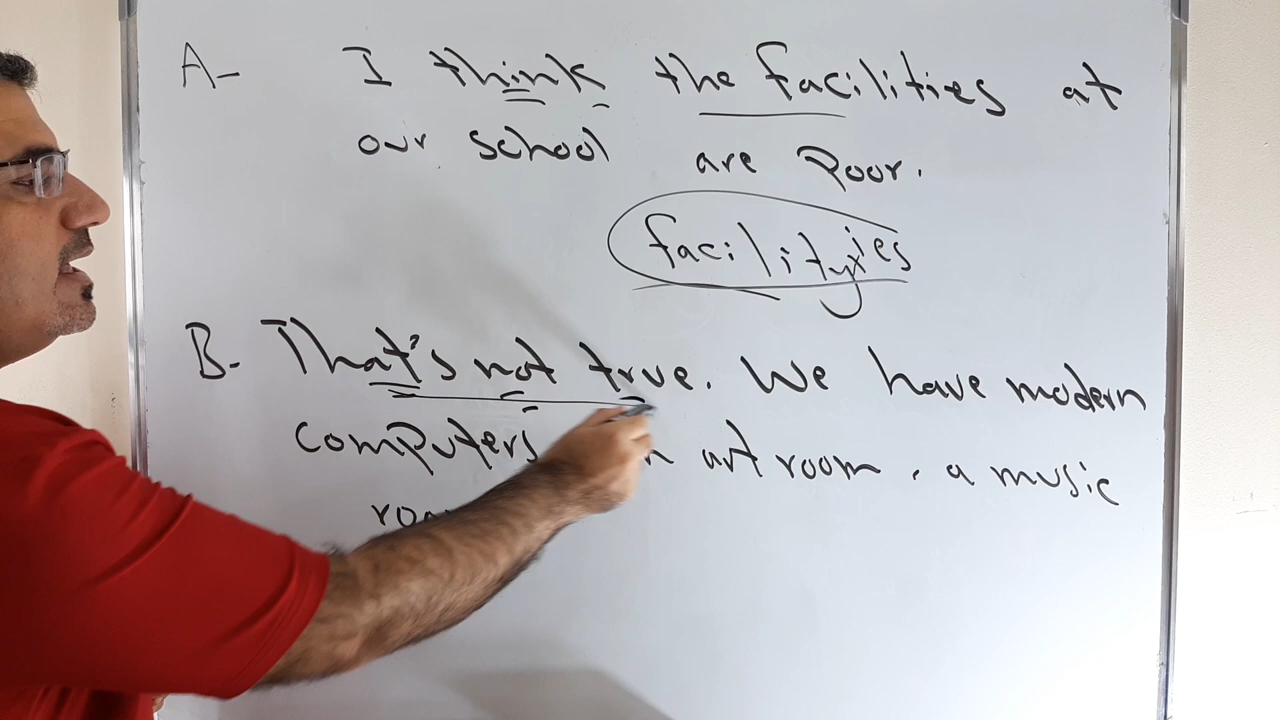 A- I think the facilities at
our school are poor.
facilityies
B- That's not true. We have modern
computers art room, a music